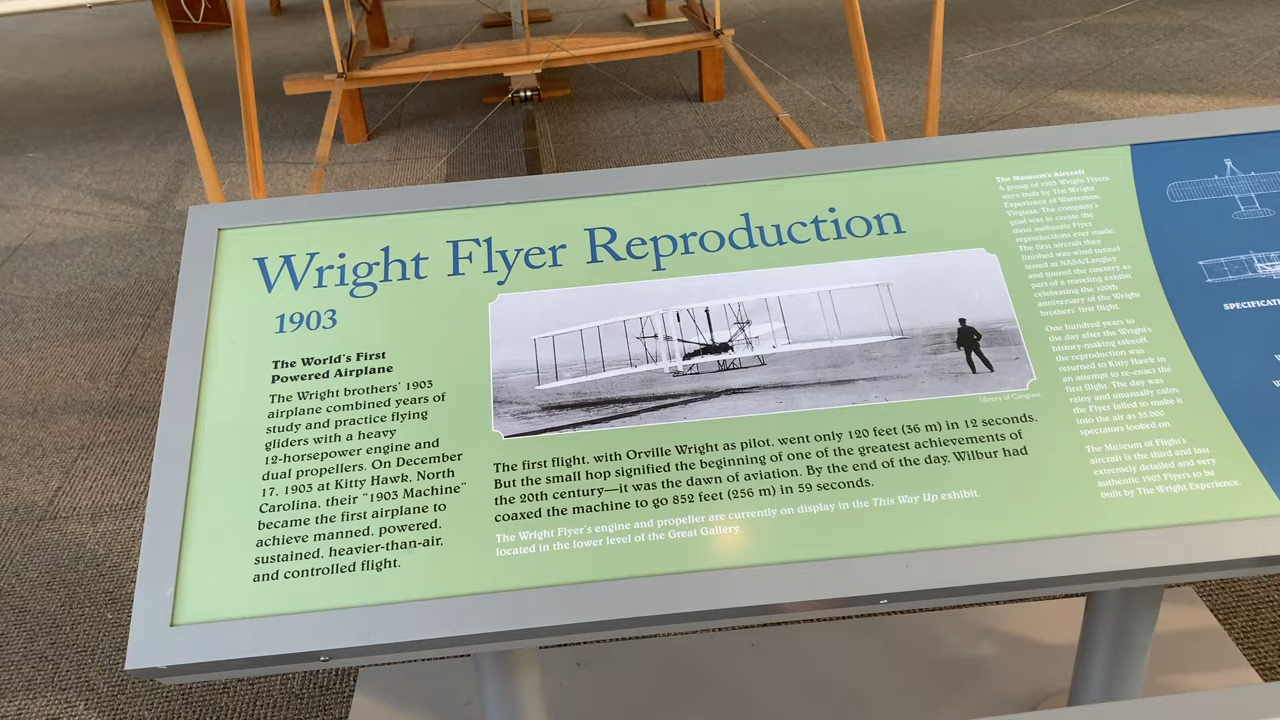 Wright Flyer Reproduction
1903
The World's First
Powered Airplane
The Wright brothers' 1903
airplane combined years of
study and practice flying
gliders with a heavy
12-horsepower engine and
dual propellers. On December
17, 1903 at Kitty Hawk, North
Carolina, their "1903 Machine"
became the first airplane to
achieve manned, powered,
sustained, heavier-than-air,
and controlled flight.
Library of Congress
The first flight, with Orville Wright as pilot, went only 120 feet (36 m) in 12 seconds.
But the small hop signified the beginning of one of the greatest achievements of
the 20th century—it was the dawn of aviation. By the end of the day, Wilbur had
coaxed the machine to go 852 feet (256 m) in 59 seconds.
The Wright Flyer's engine and propeller are currently on display in the This Way Up exhibit,
located in the lower level of the Great Gallery.
The Museum's Aircraft
A group of 1903 Wright Flyers
were built by The Wright
Experience of Warrenton,
Virginia. The company's
goal was to create the
most authentic Flyer
reproductions ever made.
The first aircraft they
finished was wind tunnel
tested at NASA/Langley
and toured the country as
part of a traveling exhibit
celebrating the 100th
anniversary of the Wright
brothers' first flight.
One hundred years to
the day after the Wright's
history-making takeoff,
the reproduction was
returned to Kitty Hawk in
an attempt to re-enact the
first flight. The day was
rainy and unusually calm;
the Flyer failed to make it
into the air as 35,000
spectators looked on.
The Museum of Flight's
aircraft is the third and last
extremely detailed and very
authentic 1903 Flyers to be
built by The Wright Experience.
SPECIFICATI